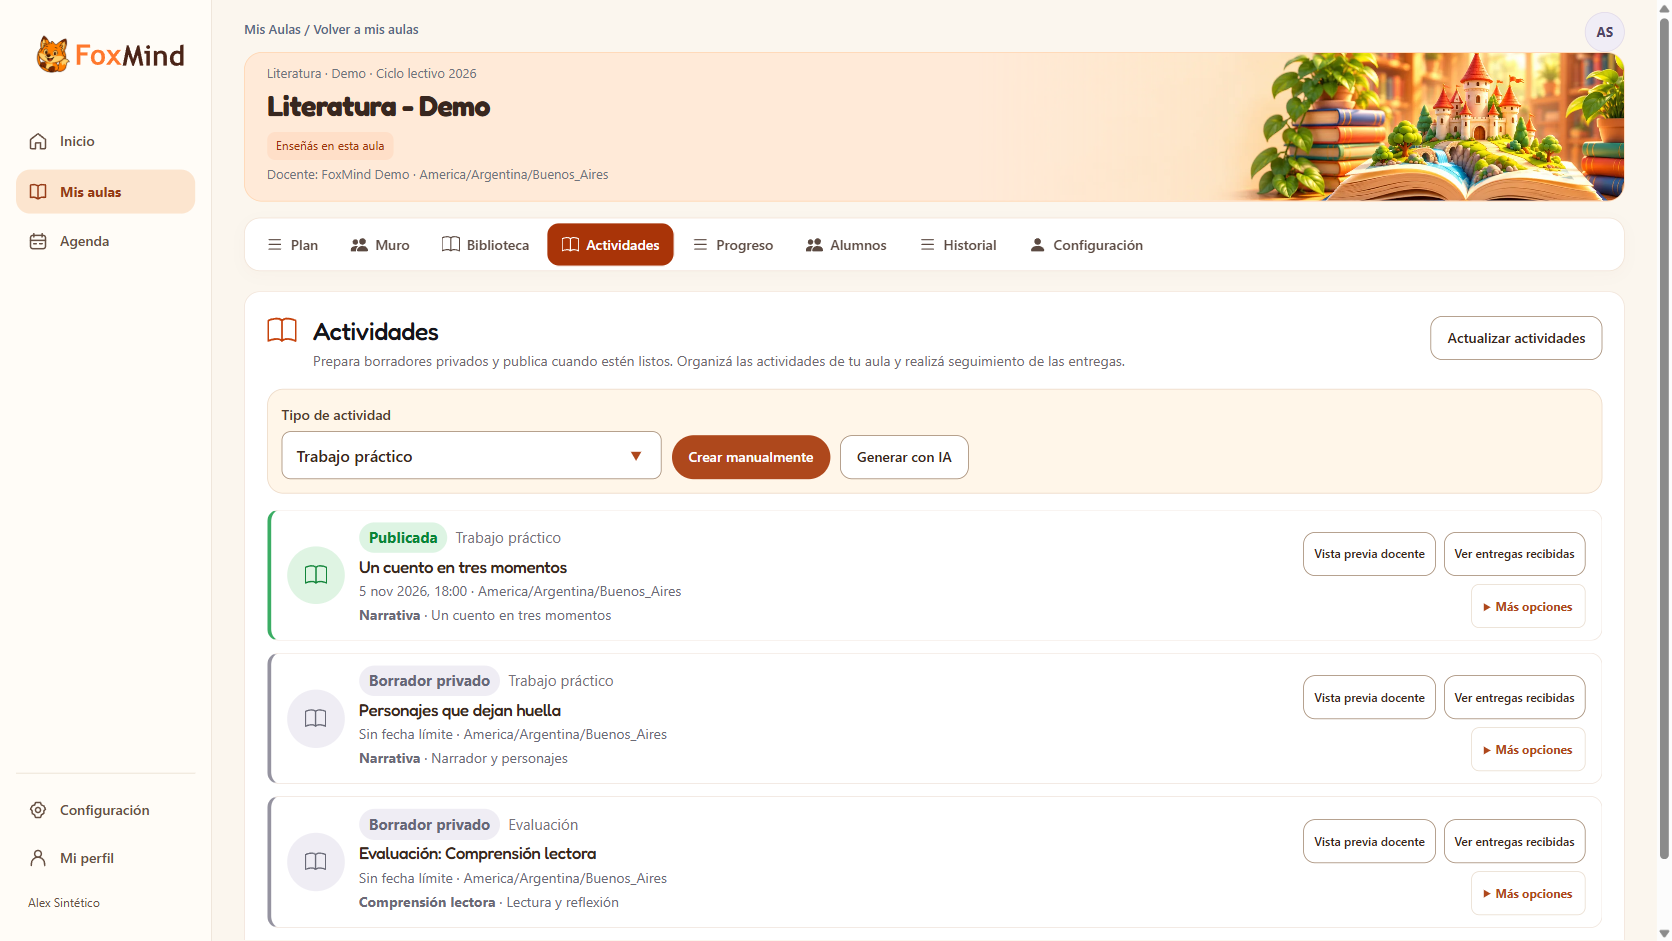 FoxMind
Inicio
Mis aulas
Agenda
Configuración
Mi perfil
Alex Sintético
Mis Aulas / Volver a mis aulas
AS
Literatura · Demo · Ciclo lectivo 2026
Literatura - Demo
Enseñás en esta aula
Docente: FoxMind Demo · America/Argentina/Buenos_Aires
Plan
Muro
Biblioteca
Actividades
Progreso
Alumnos
Historial
Configuración
Actividades
Prepara borradores privados y publica cuando estén listos. Organizá las actividades de tu aula y realizá seguimiento de las entregas.
Actualizar actividades
Tipo de actividad
Trabajo práctico
Crear manualmente
Generar con IA
Publicada Trabajo práctico
Un cuento en tres momentos
5 nov 2026, 18:00 · America/Argentina/Buenos_Aires
Narrativa · Un cuento en tres momentos
Vista previa docente
Ver entregas recibidas
Más opciones
Borrador privado Trabajo práctico
Personajes que dejan huella
Sin fecha límite · America/Argentina/Buenos_Aires
Narrativa · Narrador y personajes
Vista previa docente
Ver entregas recibidas
Más opciones
Borrador privado Evaluación
Evaluación: Comprensión lectora
Sin fecha límite · America/Argentina/Buenos_Aires
Comprensión lectora · Lectura y reflexión
Vista previa docente
Ver entregas recibidas
Más opciones